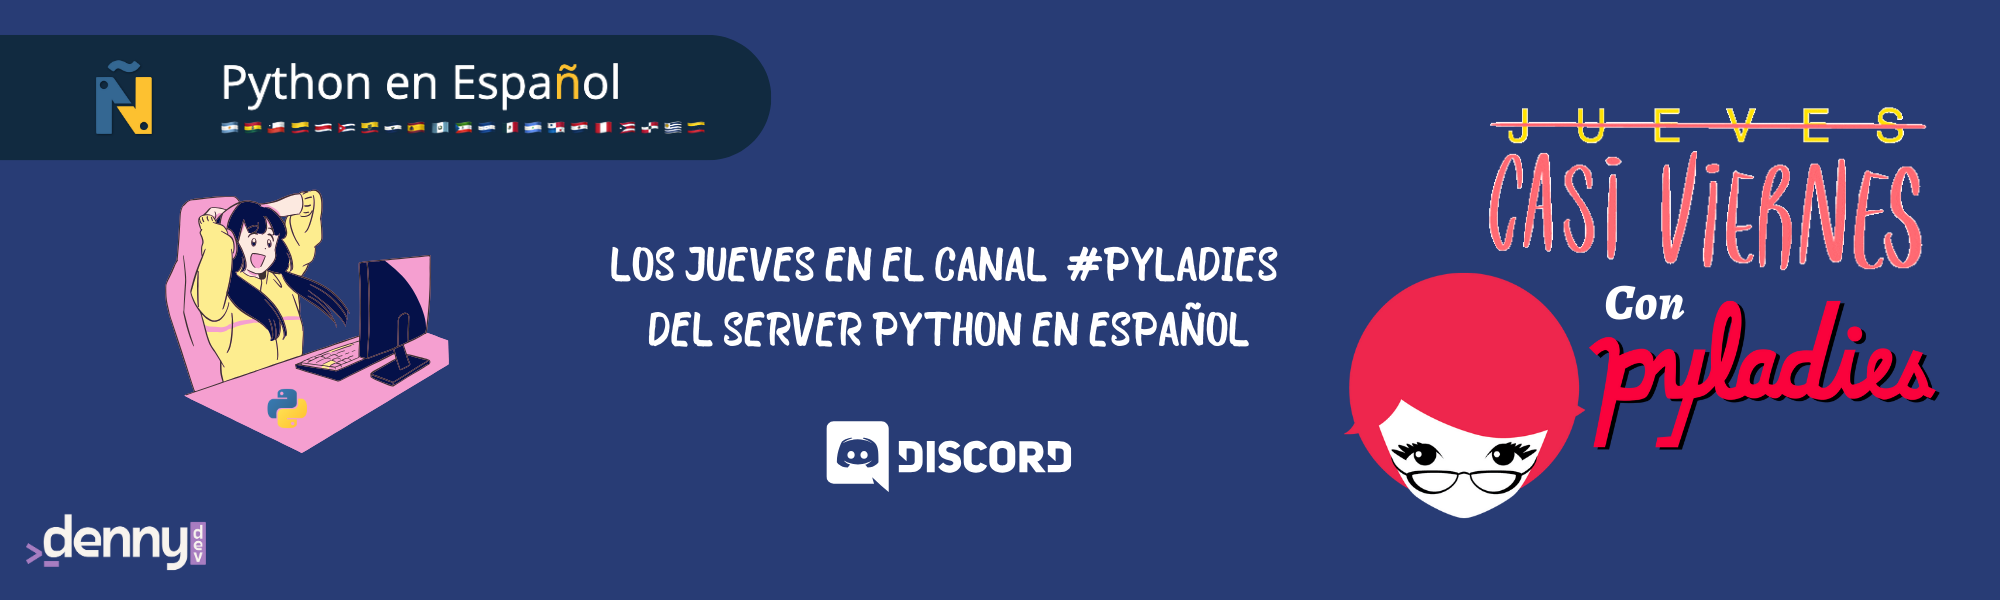 Python en Español
JUEVES
CASI VIERNES
Con
pyladies
LOS JUEVES EN EL CANAL #PYLADIES
DEL SERVER PYTHON EN ESPAÑOL
DISCORD
>_denny dev